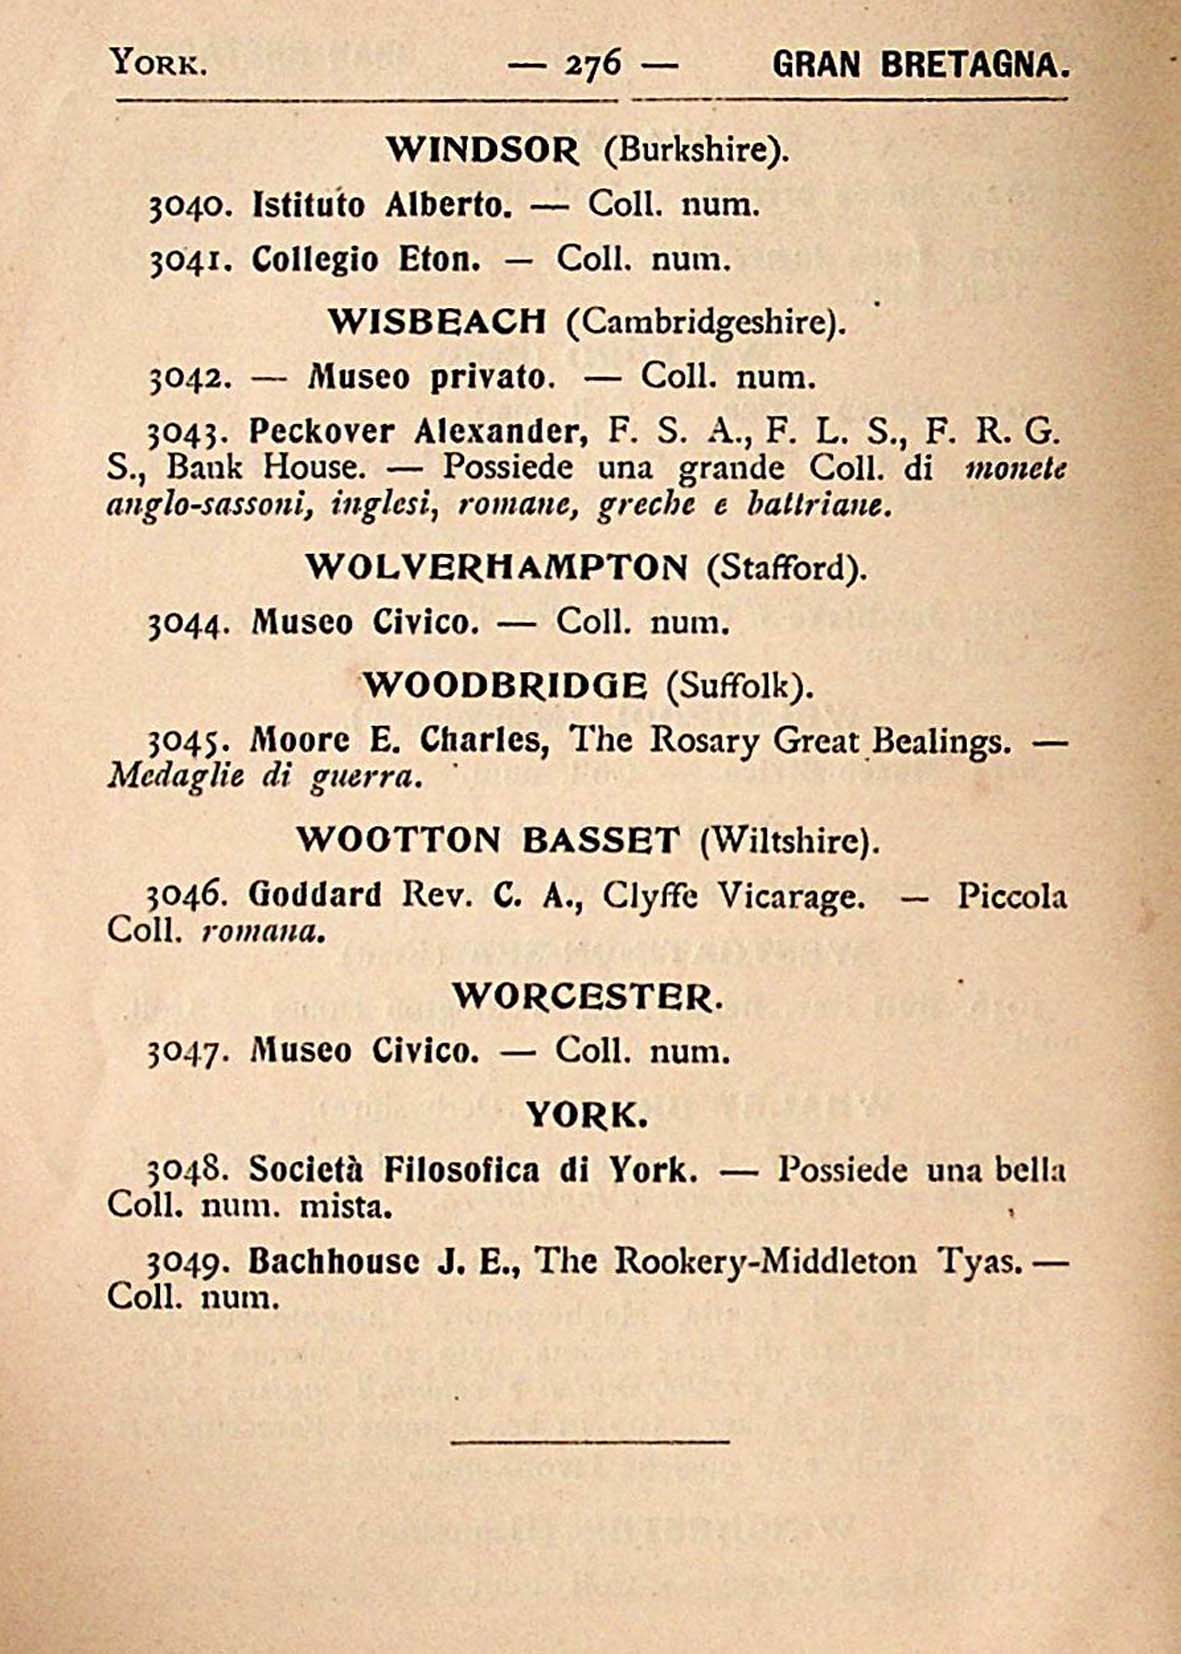 York. — 276 — GRAN BRETAGNA.
WINDSOR (Burkshire).
3040. Istituto Alberto. — Coll. num.
3041. Collegio Eton. — Coll. num.
WISBEACH (Cambridgeshire).
3042. — Museo privato. — Coll. num.
3043. Peckover Alexander, F. S. A., F. L. S., F. R. G.
S., Bank House. — Possiede una grande Coll. di monete
anglo-sassoni, inglesi, romane, greche e battriane.
WOLVERHAMPTON (Stafford).
3044. Museo Civico. — Coll. num.
WOODBRIDGE (Suffolk).
3045. Moore E. Charles, The Rosary Great Bealings. —
Medaglie di guerra.
WOOTTON BASSET (Wiltshire).
3046. Goddard Rev. C. A., Clyffe Vicarage. — Piccola
Coll. romana.
WORCESTER.
3047. Museo Civico. — Coll. num.
YORK.
3048. Società Filosofica di York. — Possiede una bella
Coll. num. mista.
3049. Bachhouse J. E., The Rookery-Middleton Tyas. —
Coll. num.